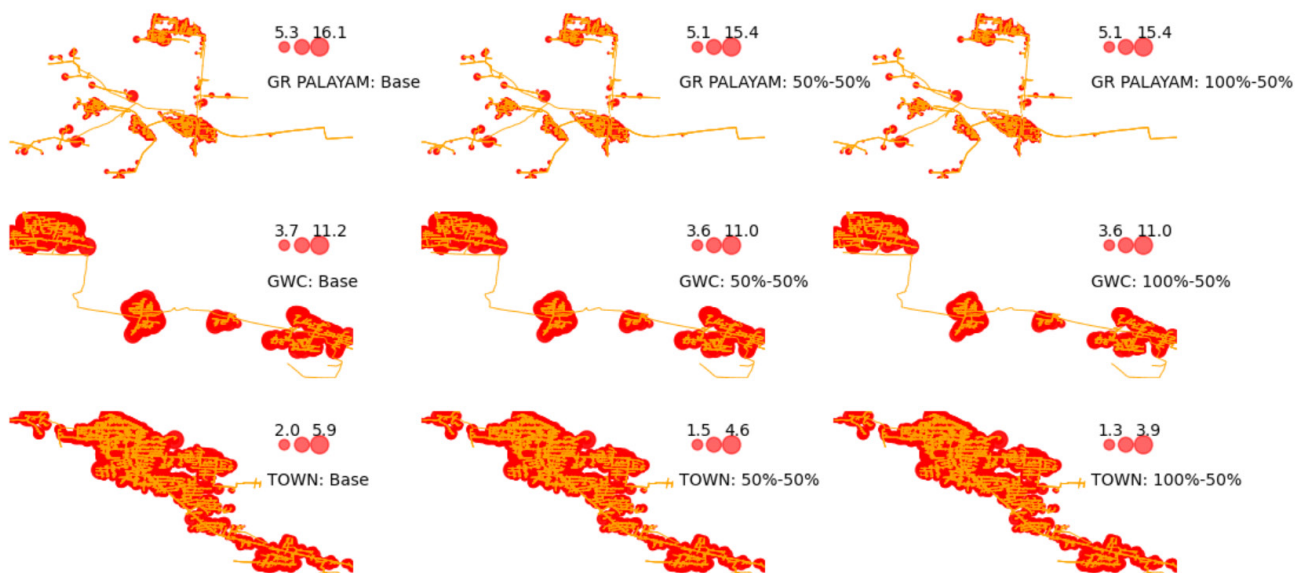 5.3 16.1
GR PALAYAM: Base
5.1 15.4
GR PALAYAM: 50%-50%
5.1 15.4
GR PALAYAM: 100%-50%
3.7 11.2
GWC: Base
3.6 11.0
GWC: 50%-50%
3.6 11.0
GWC: 100%-50%
2.0 5.9
TOWN: Base
1.5 4.6
TOWN: 50%-50%
1.3 3.9
TOWN: 100%-50%